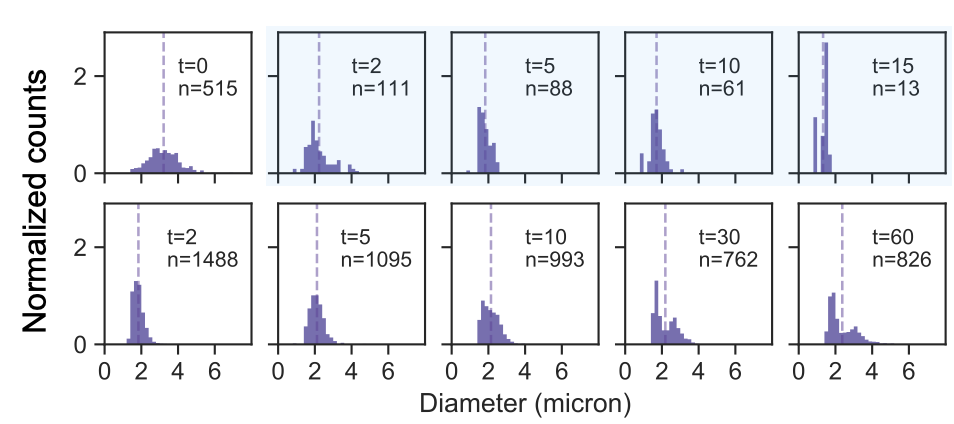 Normalized counts
2
0
t=0
n=515
t=2
n=111
t=5
n=88
t=10
n=61
t=15
n=13
2
0
t=2
n=1488
t=5
n=1095
t=10
n=993
t=30
n=762
t=60
n=826
0 2 4 6
0 2 4 6
0 2 4 6
0 2 4 6
0 2 4 6
Diameter (micron)